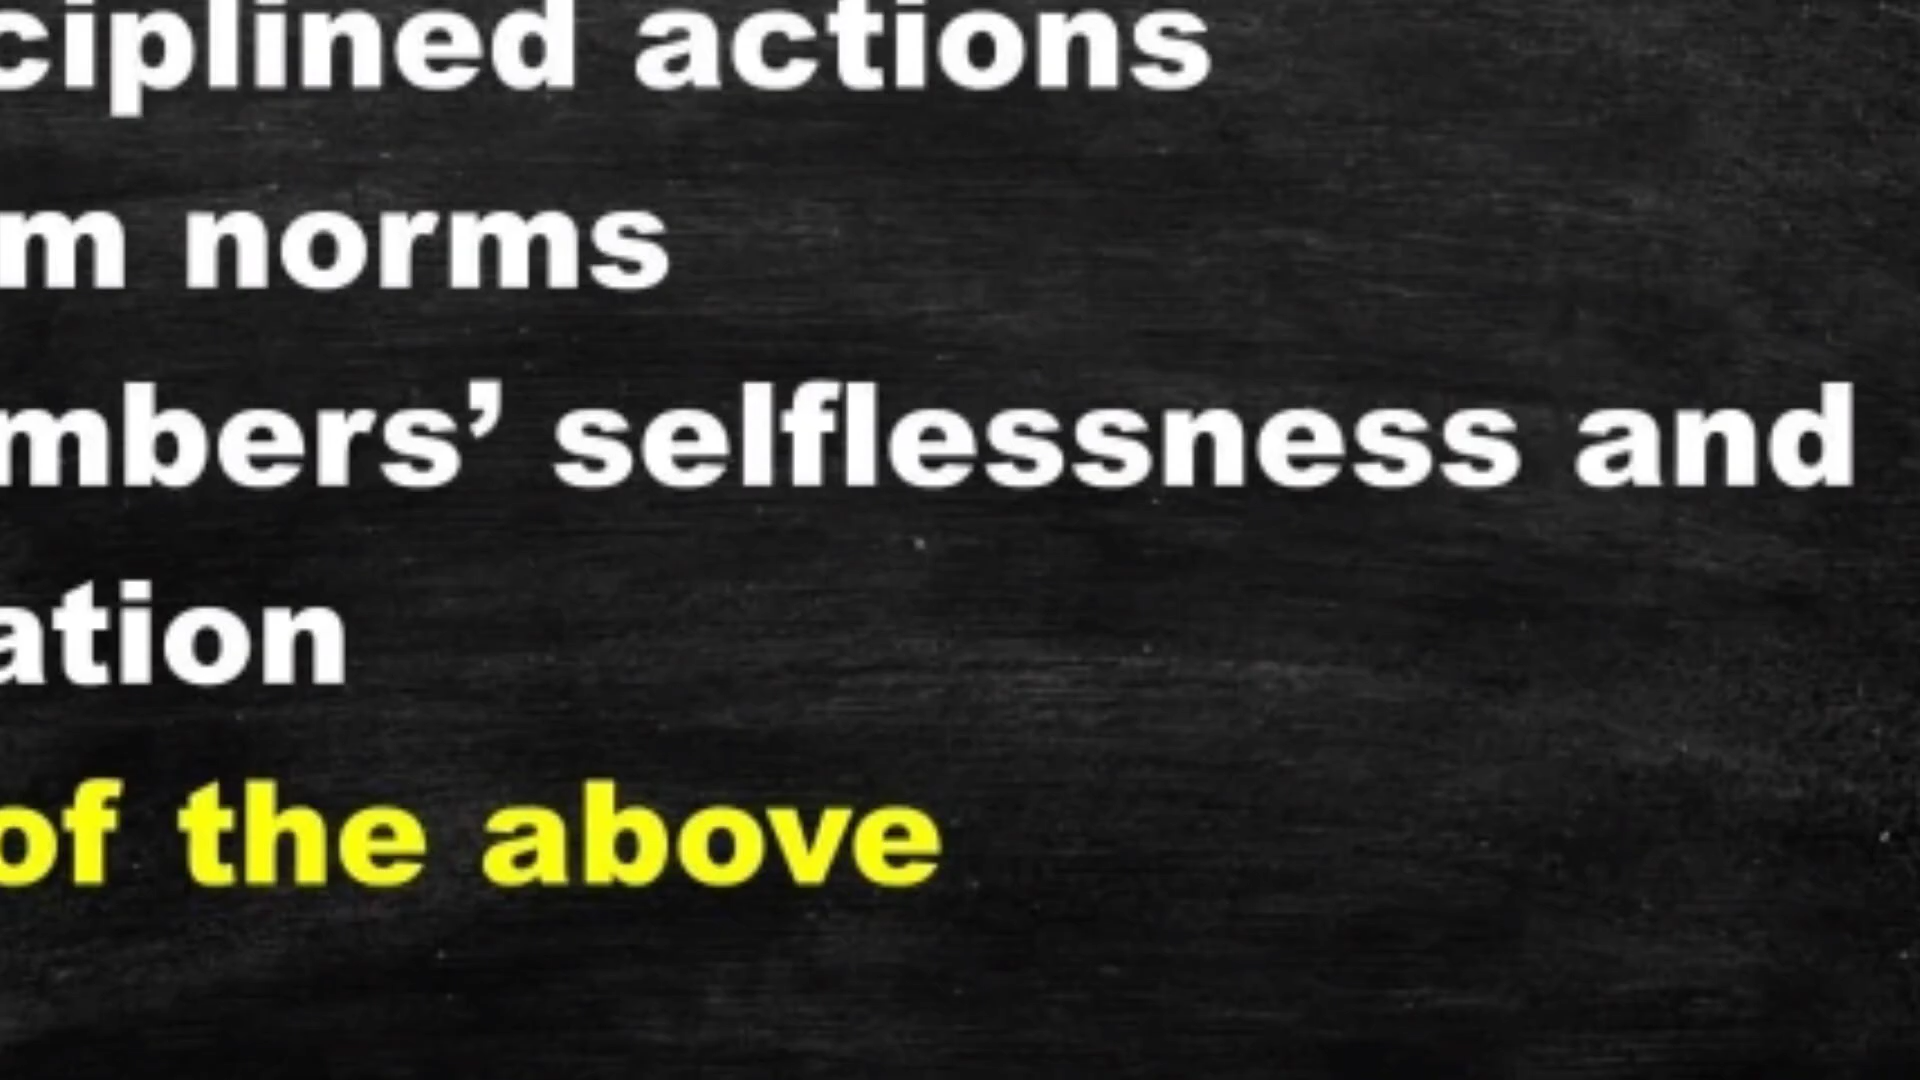 ciplined actions
m norms
mbers’ selflessness and
ation
of the above